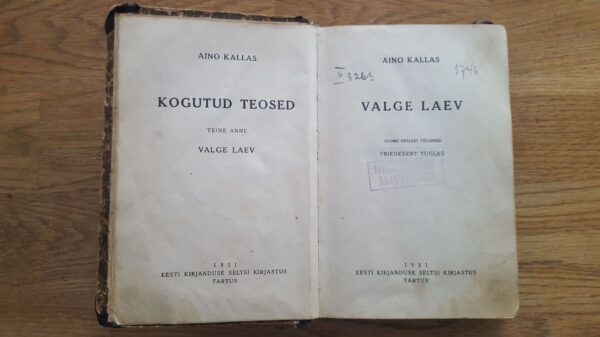 AINO KALLAS
KOGUTUD TEOSED
TEINE ANNE
VALGE LAEV
1931
EESTI KIRJANDUSE SELTSI KIRJASTUS
TARTUS
AINO KALLAS
8263
VALGE LAEV
SOOME KEELEST TÕLKINUD
FRIEDEBERT TUGLAS
1931
EESTI KIRJANDUSE SELTSI KIRJASTUS
TARTUS